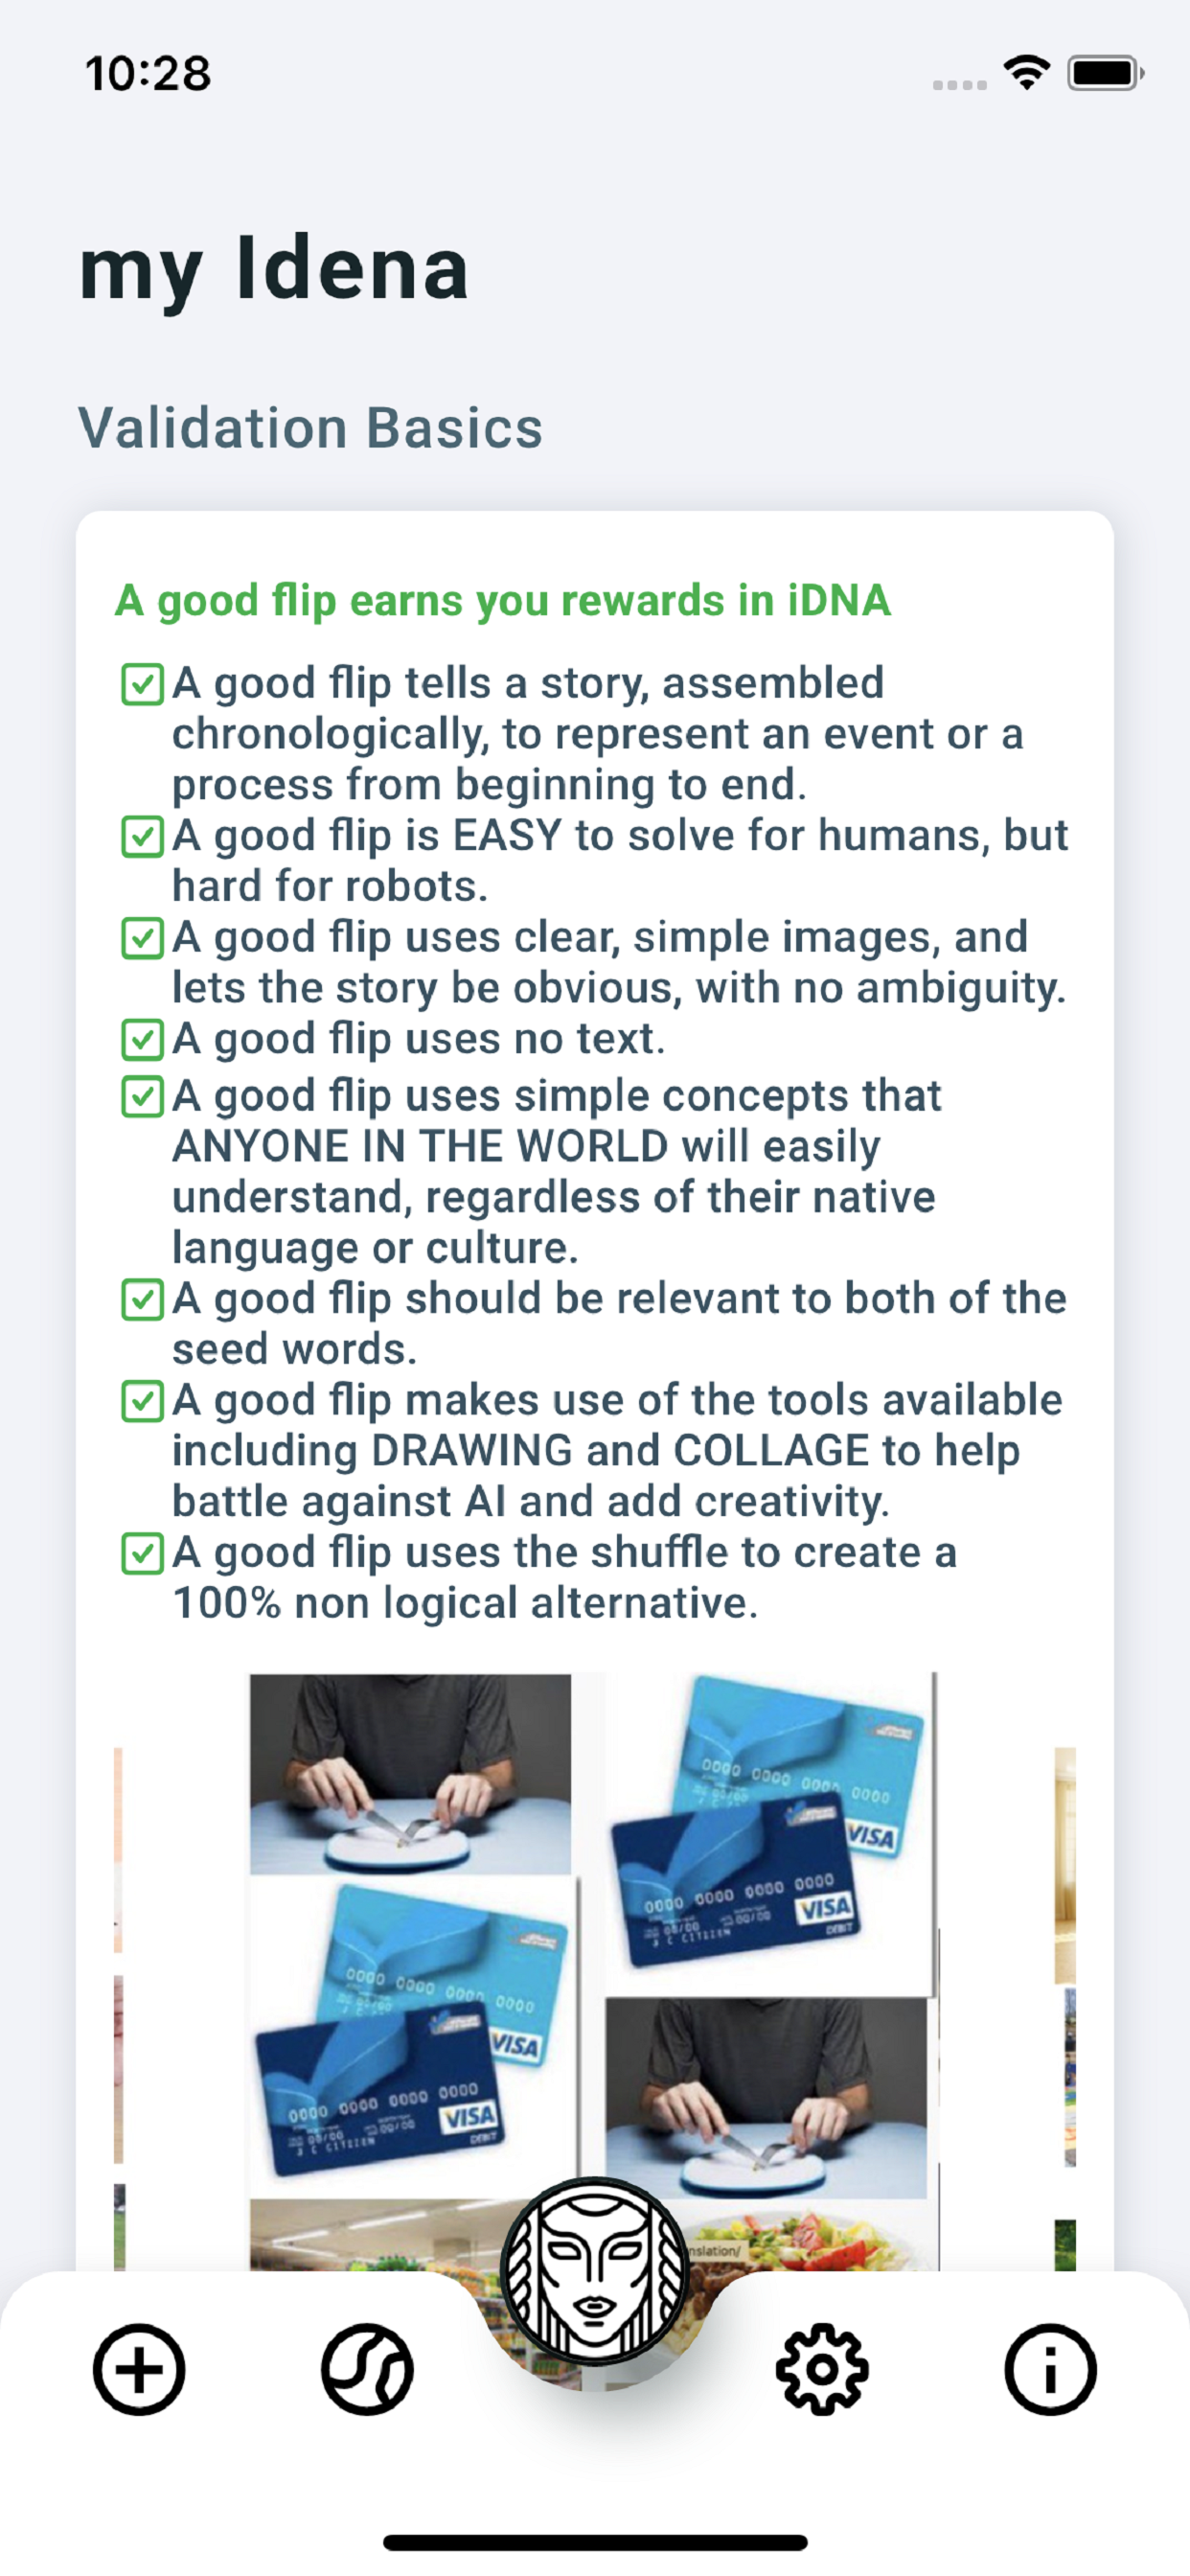 10:28
my Idena
Validation Basics
A good flip earns you rewards in iDNA
A good flip tells a story, assembled
chronologically, to represent an event or a
process from beginning to end.
A good flip is EASY to solve for humans, but
hard for robots.
A good flip uses clear, simple images, and
lets the story be obvious, with no ambiguity.
A good flip uses no text.
A good flip uses simple concepts that
ANYONE IN THE WORLD will easily
understand, regardless of their native
language or culture.
A good flip should be relevant to both of the
seed words.
A good flip makes use of the tools available
including DRAWING and COLLAGE to help
battle against AI and add creativity.
A good flip uses the shuffle to create a
100% non logical alternative.
0000 0000 0000 0000
VISA
0000 0000 0000 0000
00/00
VISA
J C CITIZEN
DEBIT
0000 0000 0000 0000
VISA
0000 0000 0000 0000
00/00
VISA
J C CITIZEN
DEBIT
nslation/